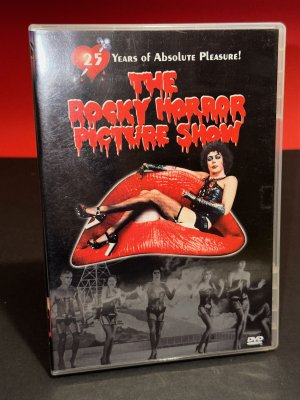 25 Years of Absolute Pleasure!
THE
ROCKY HORROR
PICTURE SHOW
DVD